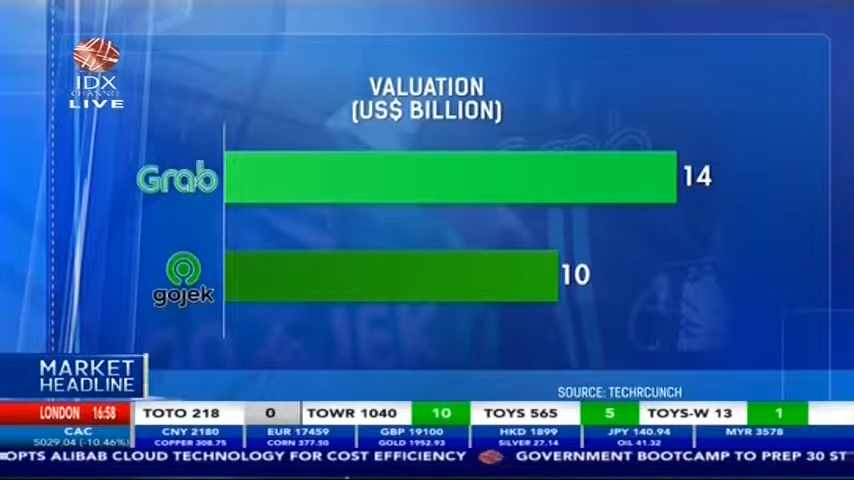 IDX
CHANNEL
LIVE
VALUATION
(US$ BILLION)
Grab
14
gojek
10
MARKET
HEADLINE
SOURCE: TECHRCUNCH
LONDON 16:58
TOTO 218 0 TOWR 1040 10 TOYS 565 5 TOYS-W 13 1
CAC
5029.04 (-10.46%)
CNY 2180 EUR 17459 GBP 19100 HKD 1899 JPY 140.94 MYR 3578
COPPER 308.75 CORN 377.50 GOLD 1952.93 SILVER 27.14 OIL 41.32
OPTS ALIBAB CLOUD TECHNOLOGY FOR COST EFFICIENCY GOVERNMENT BOOTCAMP TO PREP 30 ST